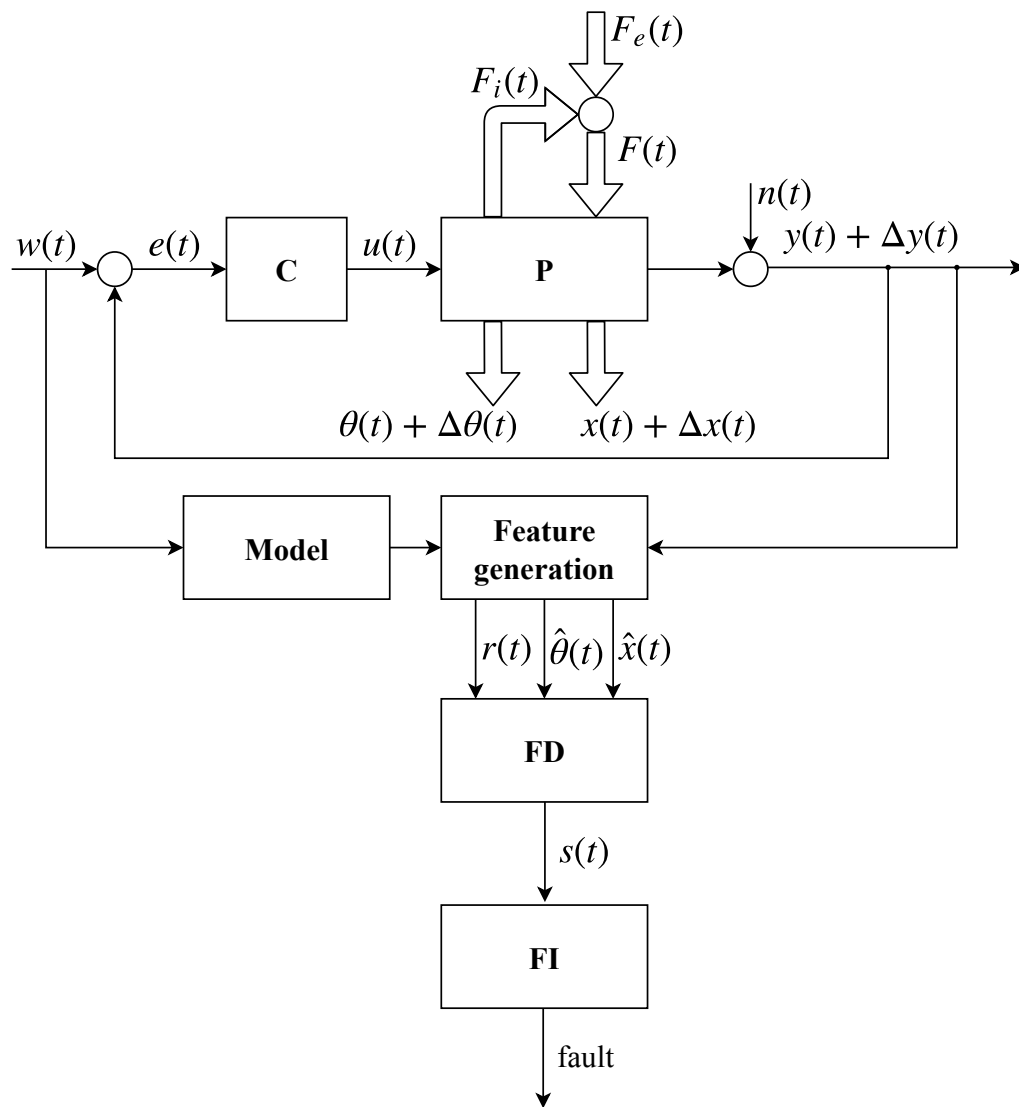 F_e(t)
F_i(t)
F(t)
n(t)
w(t)
e(t)
C
u(t)
P
y(t) + Δy(t)
θ(t) + Δθ(t)
x(t) + Δx(t)
Model
Feature
generation
r(t)
θ̂(t)
x̂(t)
FD
s(t)
FI
fault